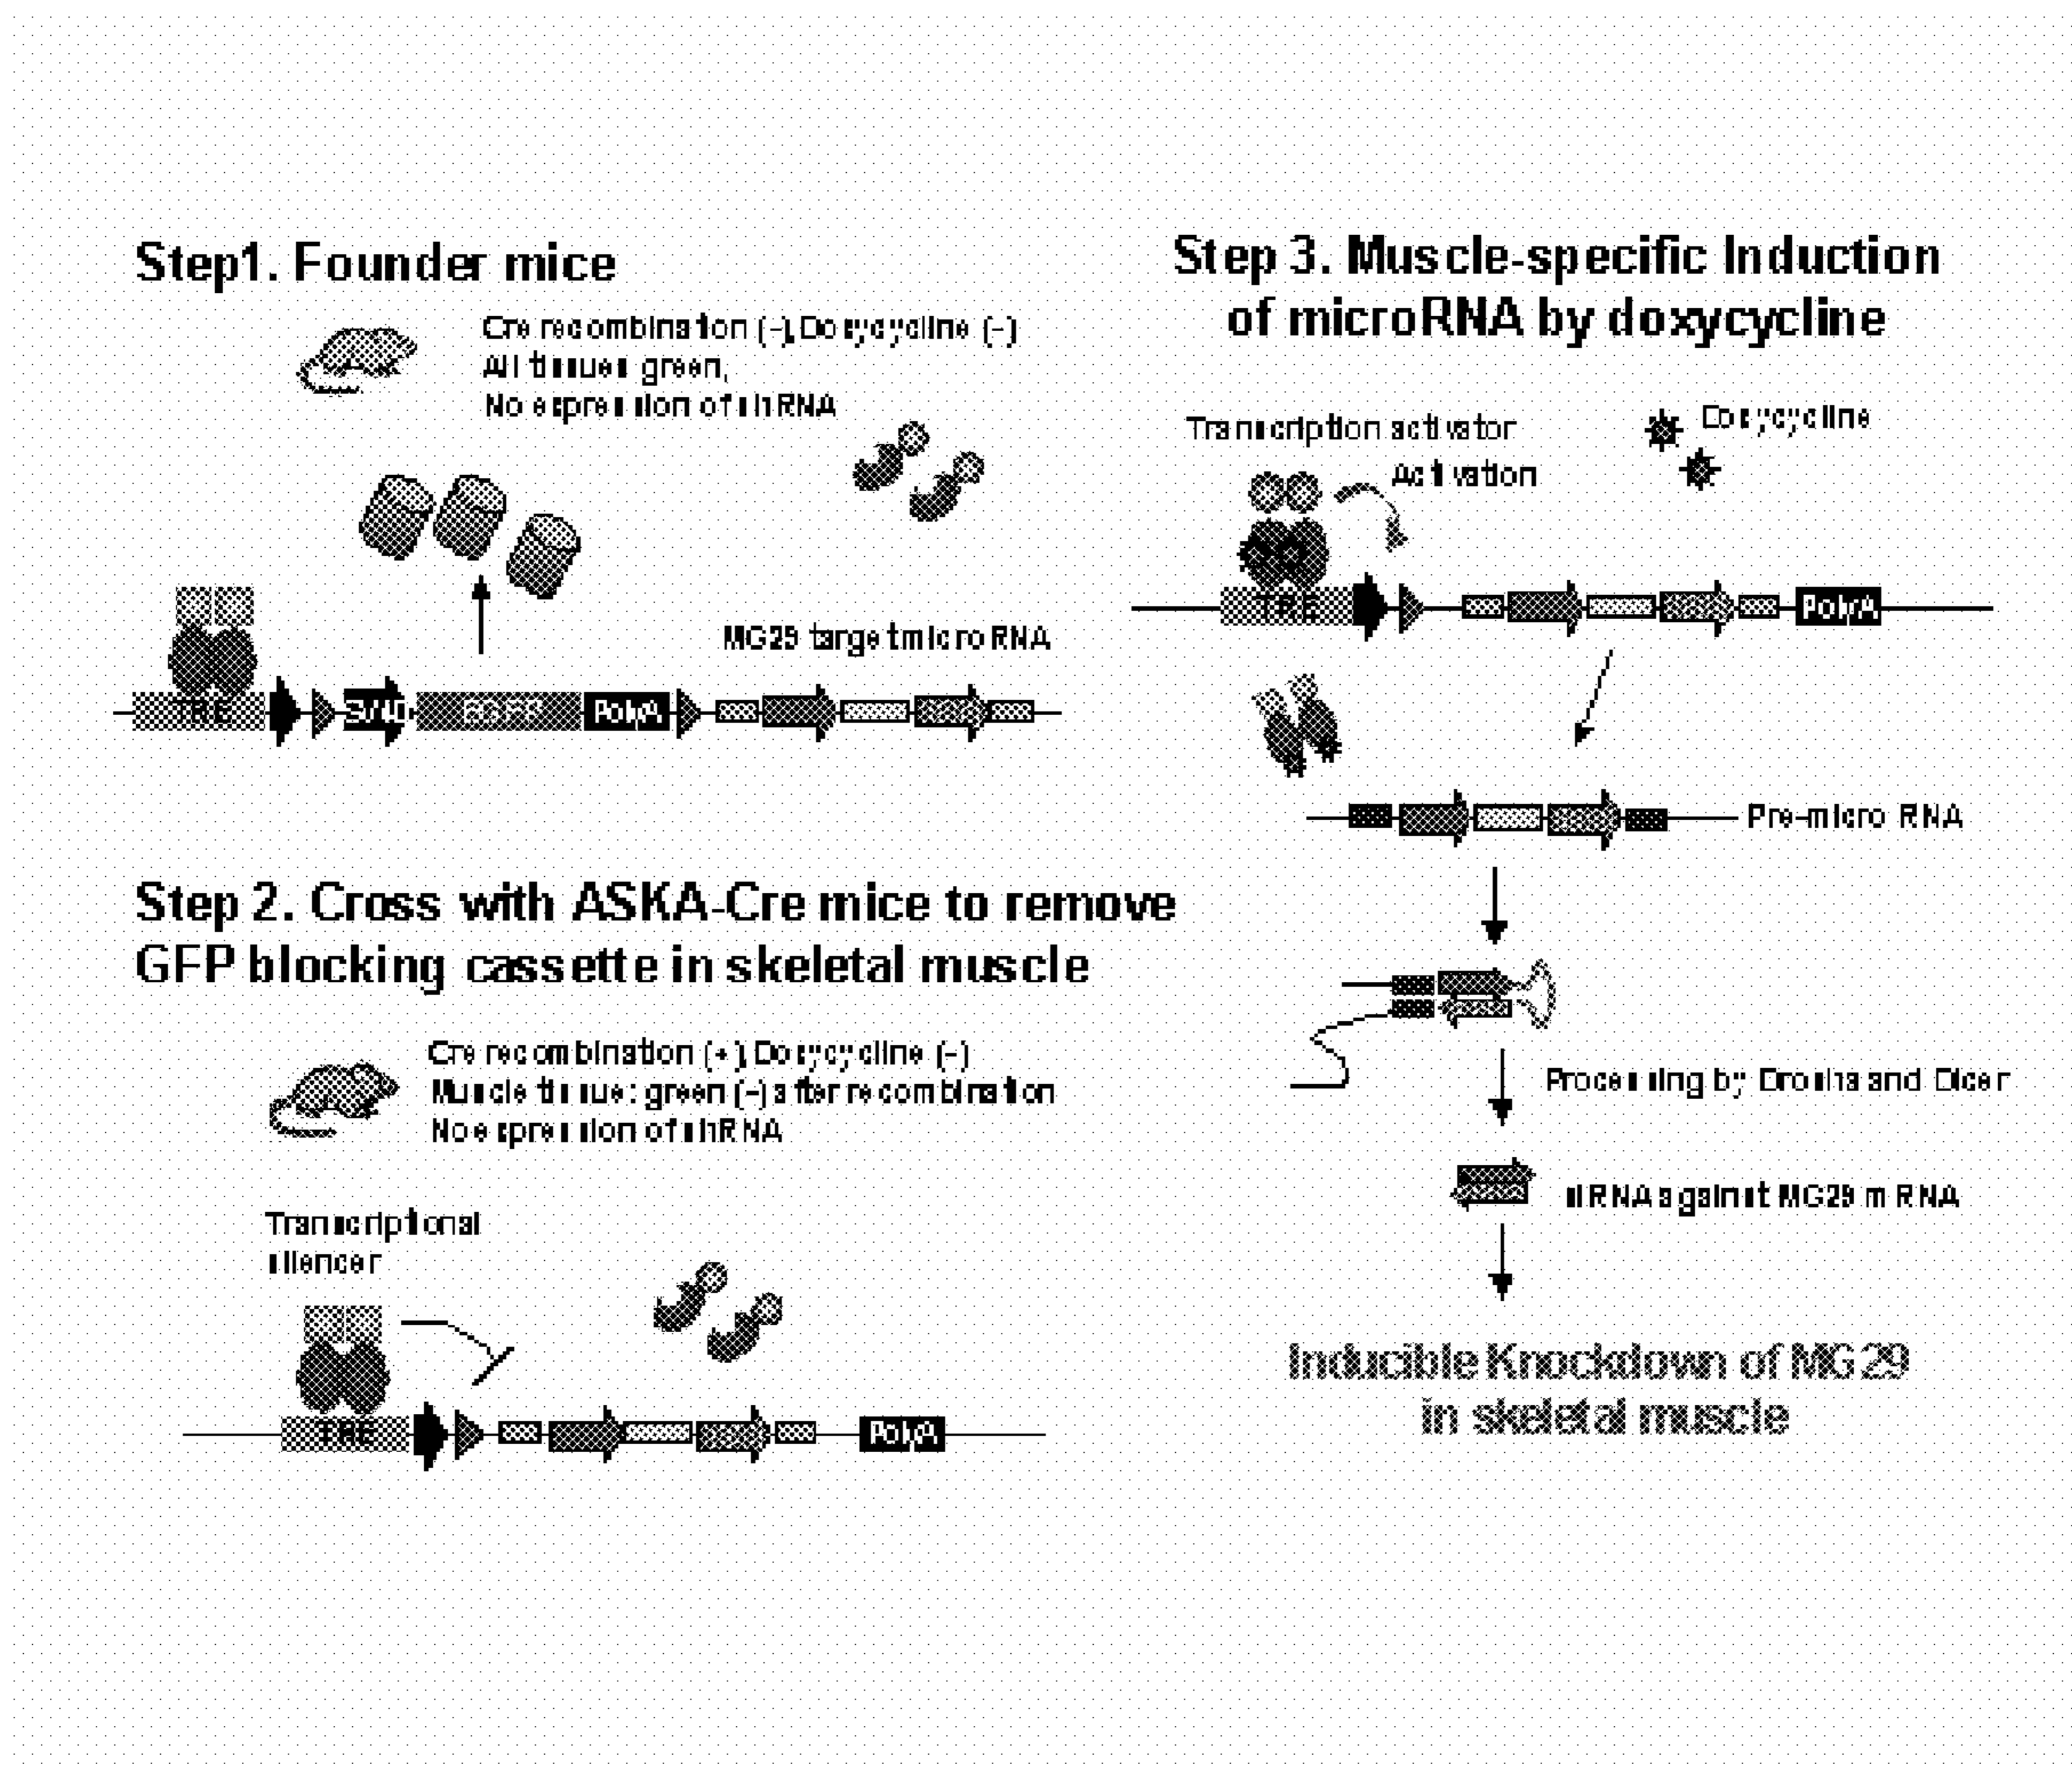 Step1. Founder mice
Cre recombination (-), Doxycycline (-)
All tissues green,
No expression of shRNA
MG29 target micro RNA
TRE
SV40
EGFP
PolyA
Step 2. Cross with ASKA-Cre mice to remove
GFP blocking cassette in skeletal muscle
Cre recombination (+), Doxycycline (-)
Muscle tissue: green (-) after recombination
No expression of shRNA
Transcriptional
silencer
TRE
PolyA
Step 3. Muscle-specific Induction
of microRNA by doxycycline
Transcription activator
Doxycycline
Activation
TRE
PolyA
Pre-micro RNA
Processing by Drosha and Dicer
siRNA against MG29 mRNA
Inducible Knockdown of MG29
in skeletal muscle